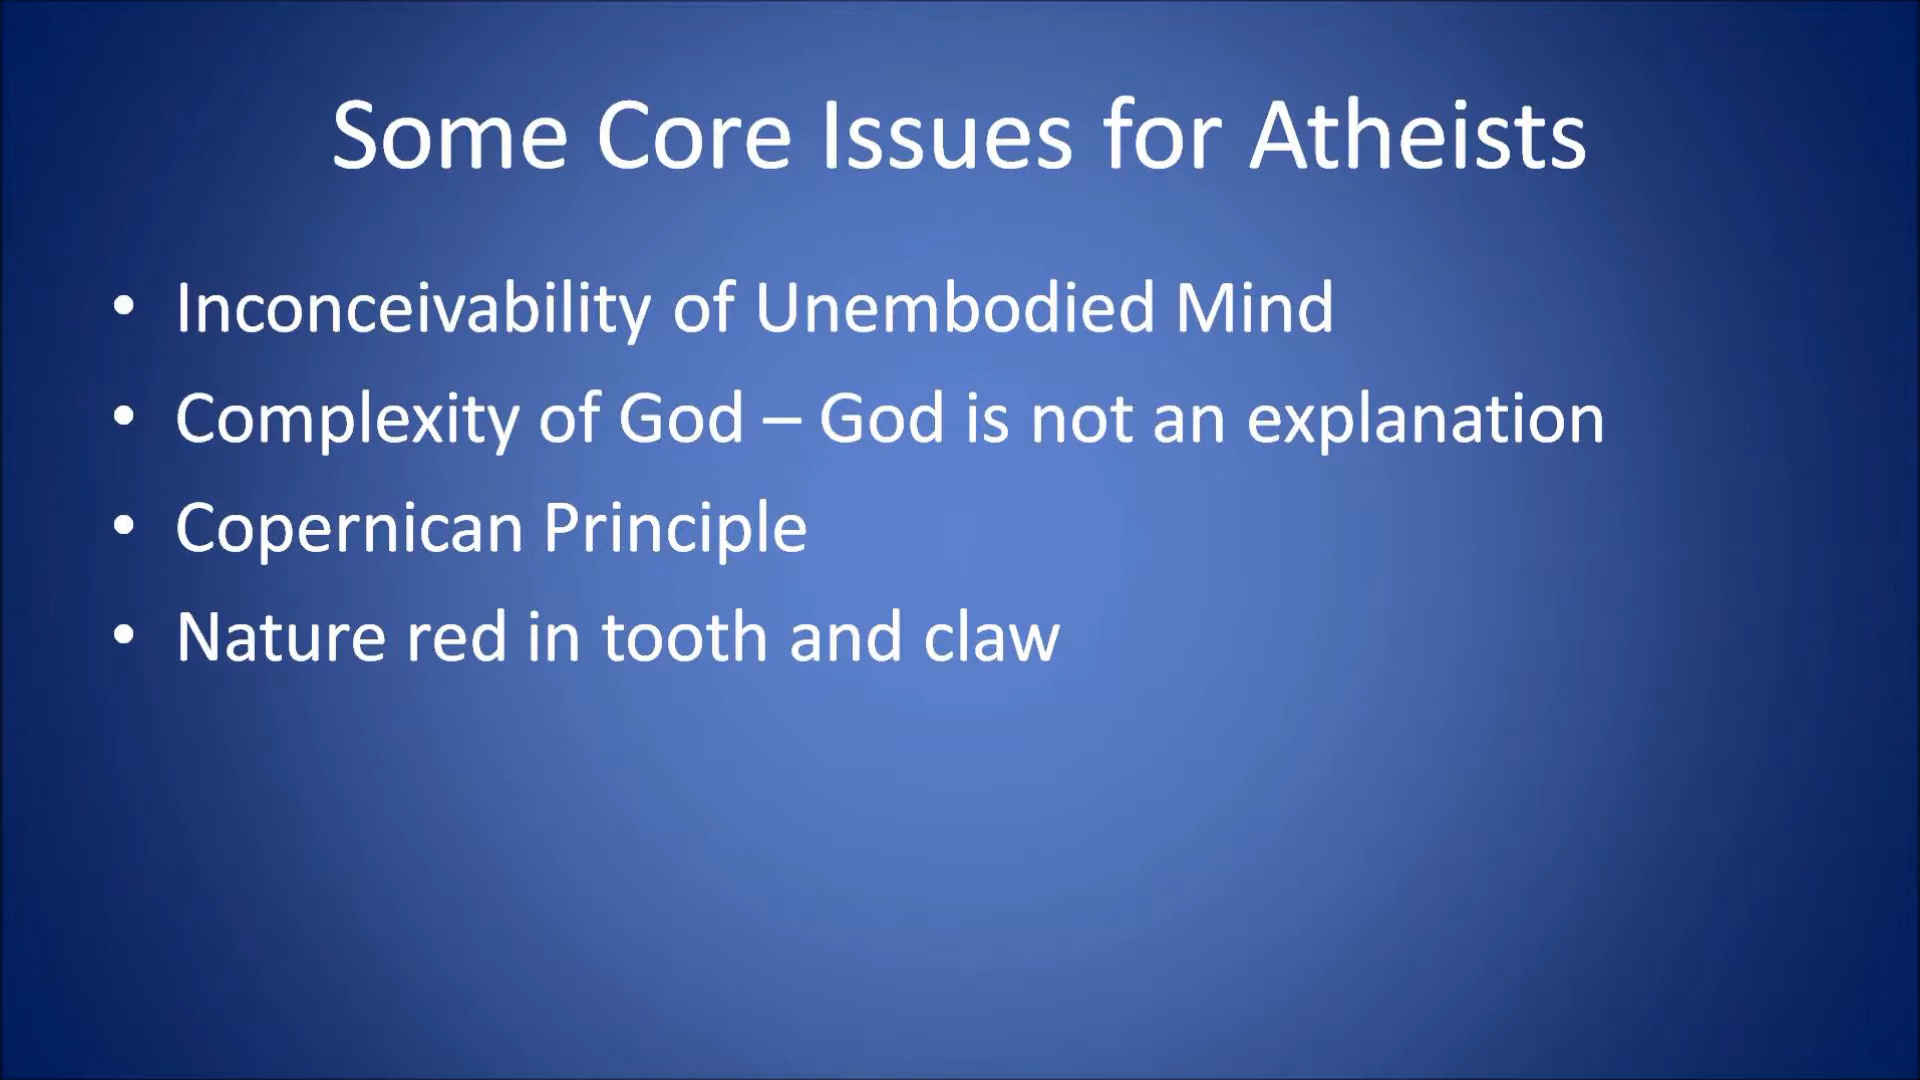 Some Core Issues for Atheists
• Inconceivability of Unembodied Mind
• Complexity of God – God is not an explanation
• Copernican Principle
• Nature red in tooth and claw